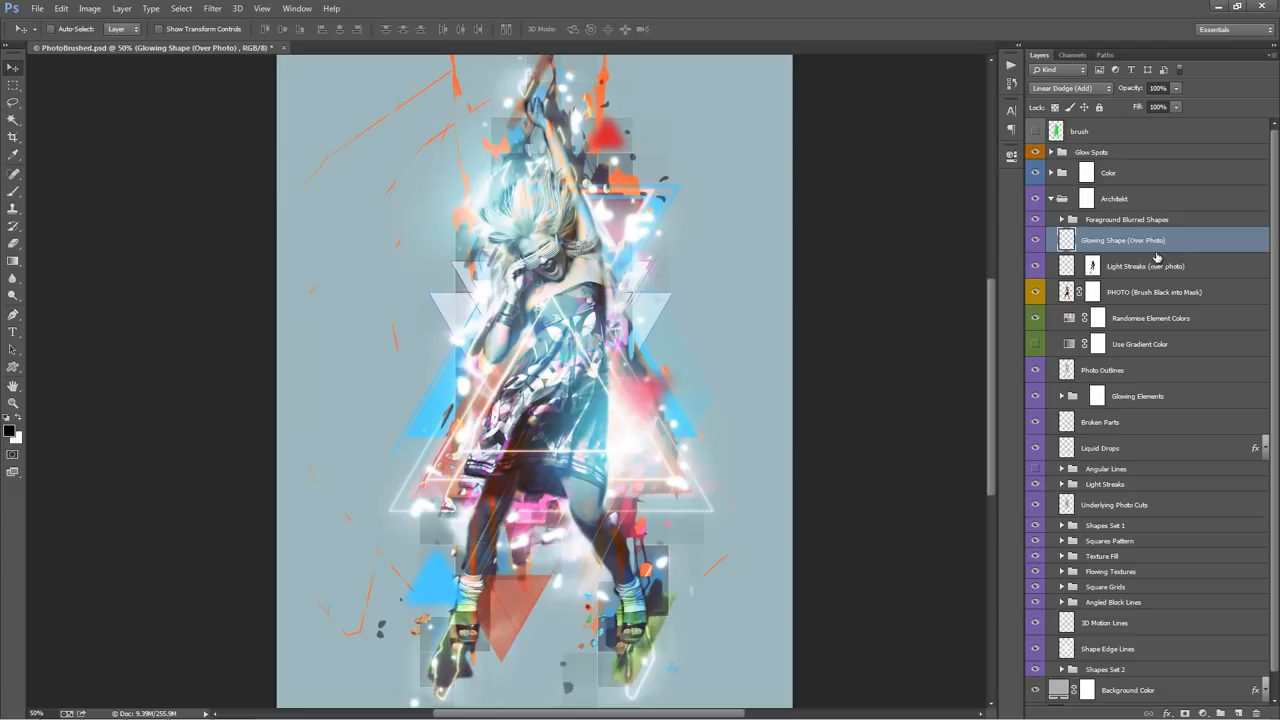 Ps File Edit Image Layer Type Select Filter 3D View Window Help
Auto-Select: Layer Show Transform Controls 3D Mode: Essentials
© PhotoBrushed.psd @ 50% (Glowing Shape (Over Photo) , RGB/8) * ×
Layers Channels Paths
Kind
Linear Dodge (Add) Opacity: 100%
Lock: Fill: 100%
brush
Glow Spots
Color
Architekt
Foreground Blurred Shapes
Glowing Shape (Over Photo)
Light Streaks (over photo)
PHOTO (Brush Black into Mask)
Randomise Element Colors
Use Gradient Color
Photo Outlines
Glowing Elements
Broken Parts
Liquid Drops fx
Angular Lines
Light Streaks
Underlying Photo Cuts
Shapes Set 1
Squares Pattern
Texture Fill
Flowing Textures
Square Grids
Angled Block Lines
3D Motion Lines
Shape Edge Lines
Shapes Set 2
Background Color fx
50% Doc: 9.39M/255.9M